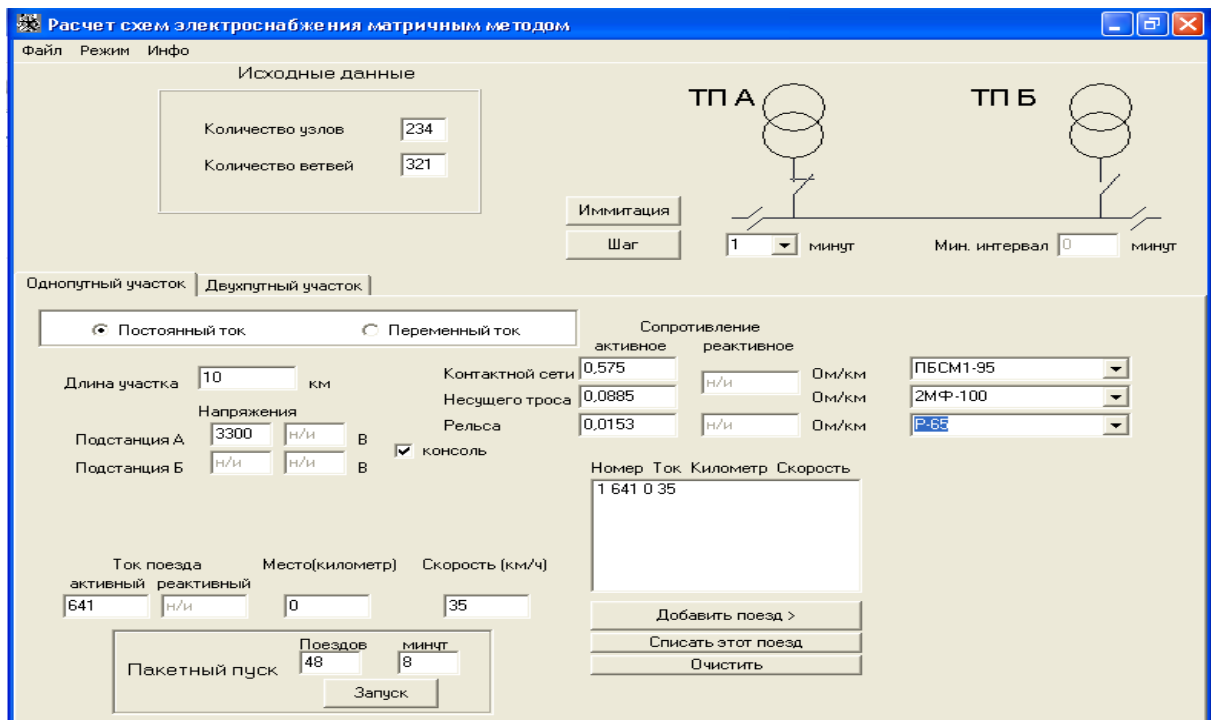 Расчет схем электроснабжения матричным методом
Файл Режим Инфо
Исходные данные
Количество узлов 234
Количество ветвей 321
ТП А
ТП Б
Иммитация
Шаг
1 минут
Мин. интервал 0 минут
Однопутный участок
Двухпутный участок
Постоянный ток
Переменный ток
Сопротивление
активное реактивное
Длина участка 10 км
Контактной сети 0,575 н/и Ом/км ПБСМ1-95
Несущего троса 0,0885 Ом/км 2МФ-100
Рельса 0,0153 н/и Ом/км Р-65
Напряжения
Подстанция А 3300 н/и В
Подстанция Б н/и н/и В
консоль
Номер Ток Километр Скорость
1 641 0 35
Ток поезда Место(километр) Скорость (км/ч)
активный реактивный
641 н/и 0 35
Добавить поезд >
Списать этот поезд
Очистить
Поездов минут
Пакетный пуск 48 8
Запуск